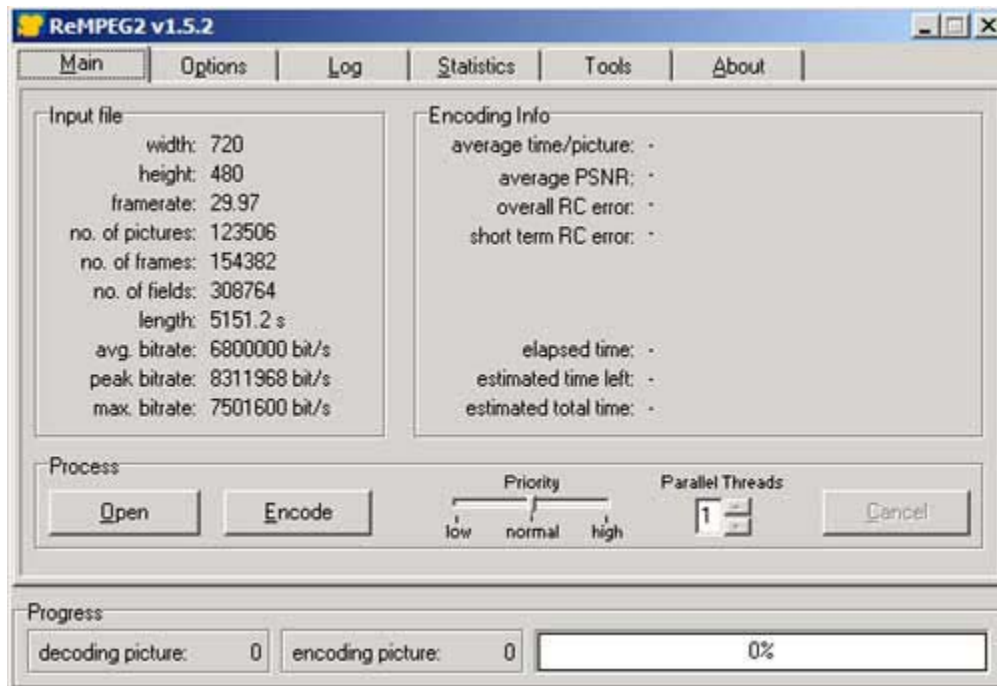 ReMPEG2 v1.5.2
Main Options Log Statistics Tools About
Input file
width: 720
height: 480
framerate: 29.97
no. of pictures: 123506
no. of frames: 154382
no. of fields: 308764
length: 5151.2 s
avg. bitrate: 6800000 bit/s
peak bitrate: 8311968 bit/s
max. bitrate: 7501600 bit/s
Encoding Info
average time/picture: -
average PSNR: -
overall RC error: -
short term RC error: -
elapsed time: -
estimated time left: -
estimated total time: -
Process
Open Encode
Priority
low normal high
Parallel Threads
1
Cancel
Progress
decoding picture: 0 encoding picture: 0 0%